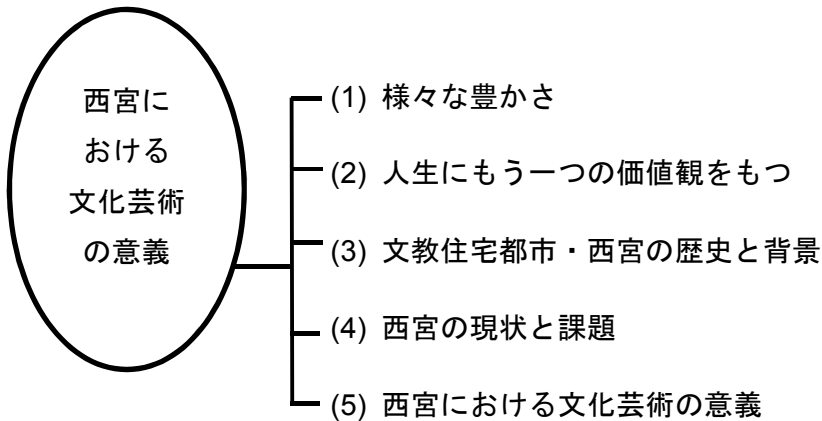 西宮に
おける
文化芸術
の意義
(1) 様々な豊かさ
(2) 人生にもう一つの価値観をもつ
(3) 文教住宅都市・西宮の歴史と背景
(4) 西宮の現状と課題
(5) 西宮における文化芸術の意義